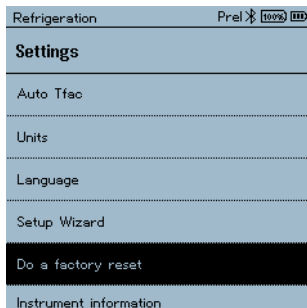 Refrigeration Prel 100%
Settings
Auto Tfac
Units
Language
Setup Wizard
Do a factory reset
Instrument information